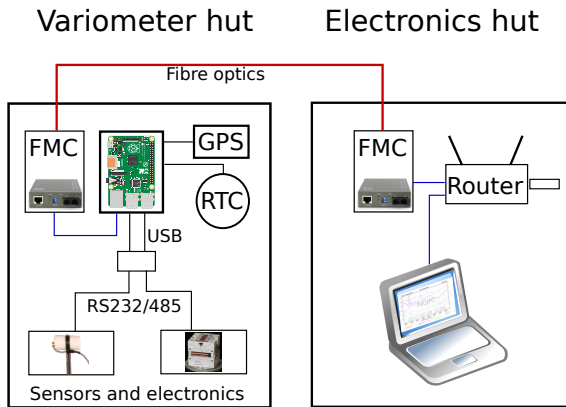 Variometer hut
Electronics hut
Fibre optics
FMC
GPS
RTC
USB
RS232/485
Sensors and electronics
FMC
Router